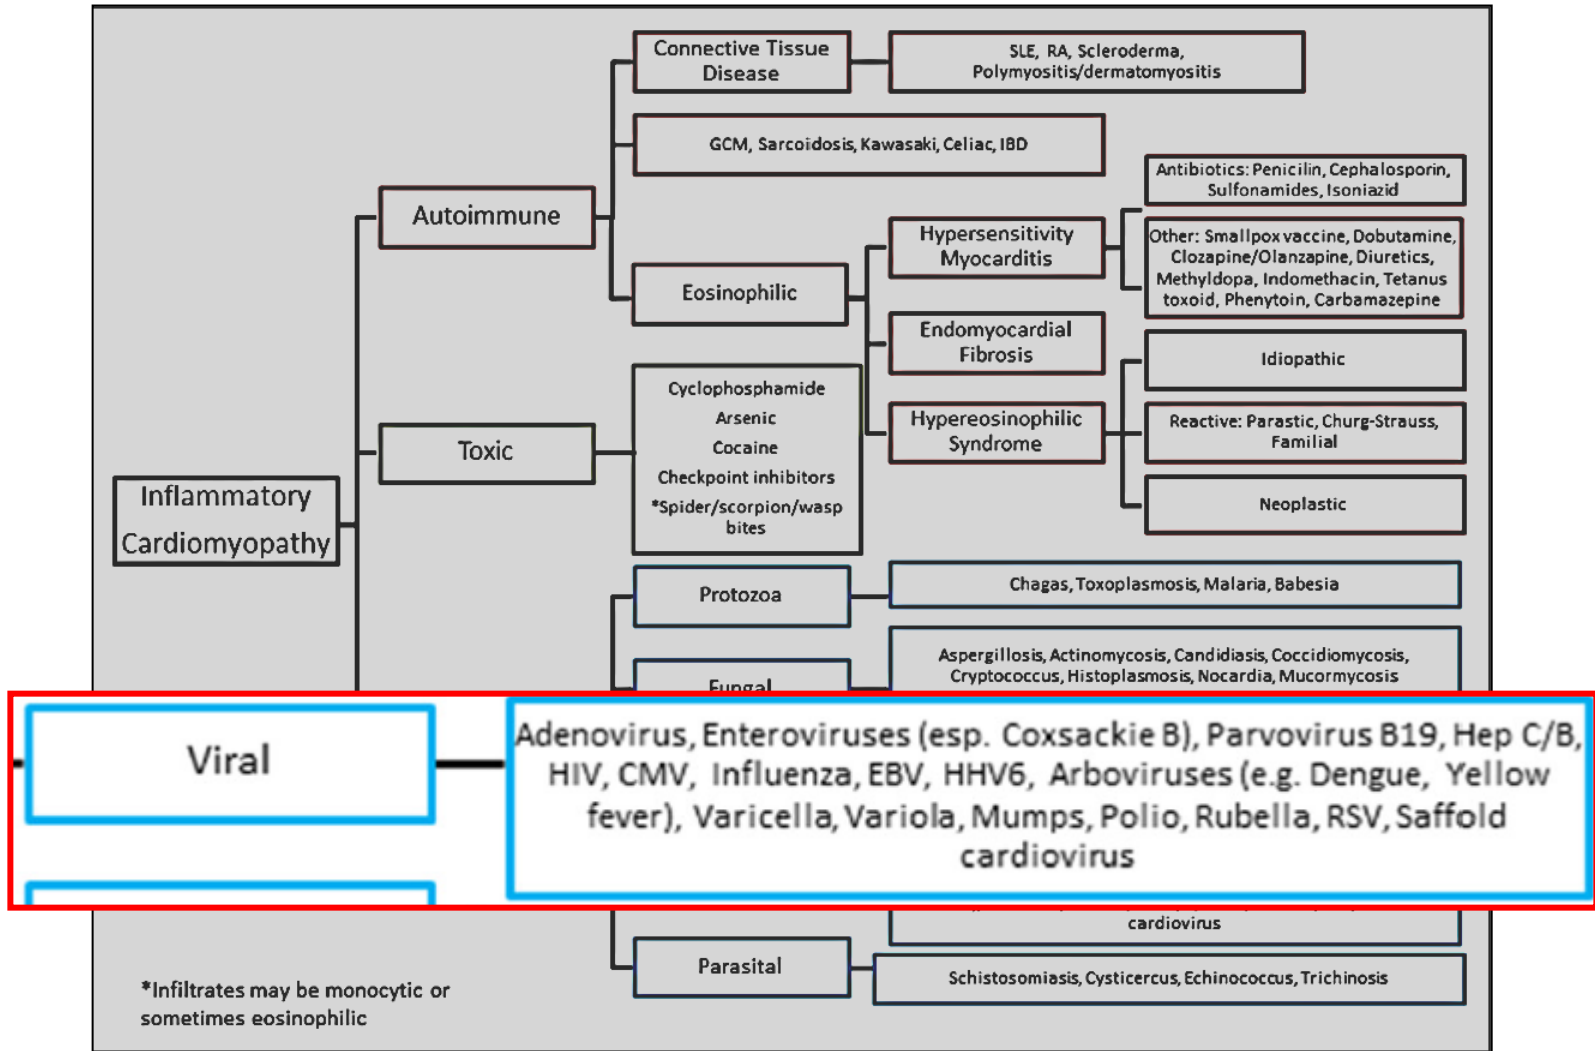 Connective Tissue
Disease
SLE, RA, Scleroderma,
Polymyositis/dermatomyositis
GCM, Sarcoidosis, Kawasaki, Celiac, IBD
Autoimmune
Antibiotics: Penicilin, Cephalosporin,
Sulfonamides, Isoniazid
Hypersensitivity
Myocarditis
Other: Smallpox vaccine, Dobutamine,
Clozapine/Olanzapine, Diuretics,
Methyldopa, Indomethacin, Tetanus
toxoid, Phenytoin, Carbamazepine
Eosinophilic
Endomyocardial
Fibrosis
Idiopathic
Hypereosinophilic
Syndrome
Reactive: Parastic, Churg-Strauss,
Familial
Neoplastic
Toxic
Cyclophosphamide
Arsenic
Cocaine
Checkpoint inhibitors
*Spider/scorpion/wasp
bites
Inflammatory
Cardiomyopathy
Protozoa
Chagas, Toxoplasmosis, Malaria, Babesia
Fungal
Aspergillosis, Actinomycosis, Candidiasis, Coccidiomycosis,
Cryptococcus, Histoplasmosis, Nocardia, Mucormycosis
Viral
Adenovirus, Enteroviruses (esp. Coxsackie B), Parvovirus B19, Hep C/B,
HIV, CMV, Influenza, EBV, HHV6, Arboviruses (e.g. Dengue, Yellow
fever), Varicella, Variola, Mumps, Polio, Rubella, RSV, Saffold
cardiovirus
cardiovirus
Parasital
Schistosomiasis, Cysticercus, Echinococcus, Trichinosis
*Infiltrates may be monocytic or
sometimes eosinophilic